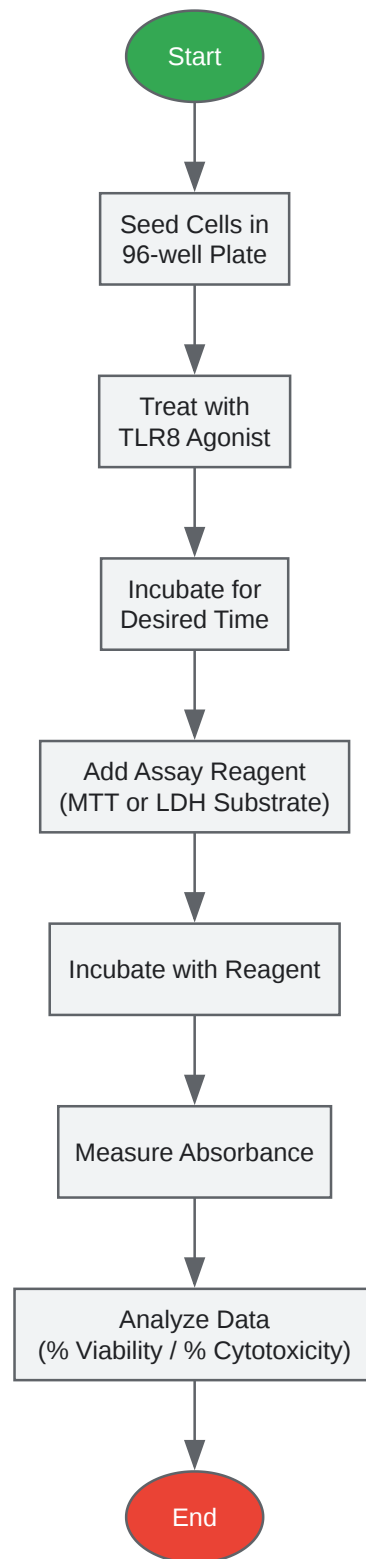 Start
Seed Cells in
96-well Plate
Treat with
TLR8 Agonist
Incubate for
Desired Time
Add Assay Reagent
(MTT or LDH Substrate)
Incubate with Reagent
Measure Absorbance
Analyze Data
(% Viability / % Cytotoxicity)
End